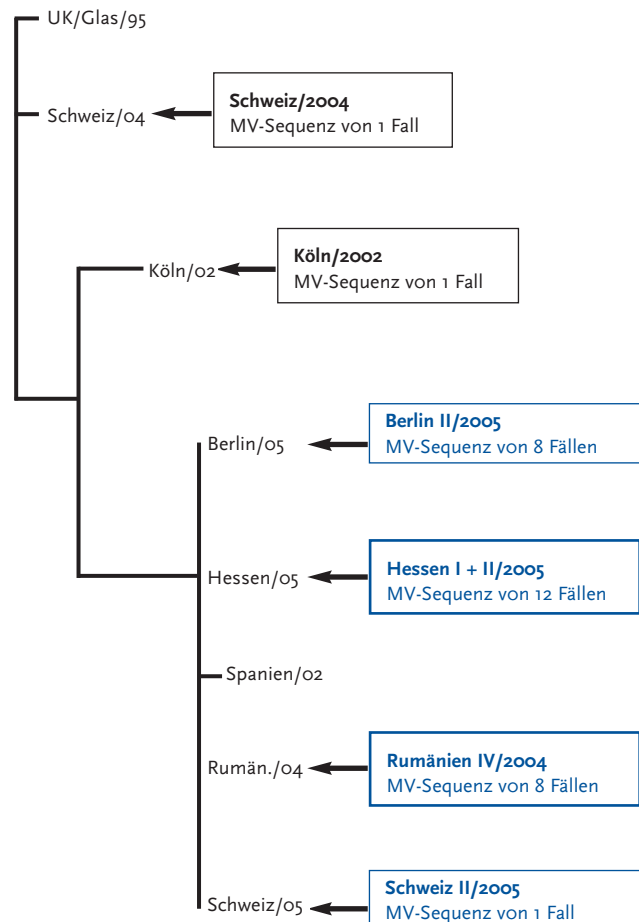 UK/Glas/95
Schweiz/04
Schweiz/2004
MV-Sequenz von 1 Fall
Köln/02
Köln/2002
MV-Sequenz von 1 Fall
Berlin/05
Berlin II/2005
MV-Sequenz von 8 Fällen
Hessen/05
Hessen I + II/2005
MV-Sequenz von 12 Fällen
Spanien/02
Rumän./04
Rumänien IV/2004
MV-Sequenz von 8 Fällen
Schweiz/05
Schweiz II/2005
MV-Sequenz von 1 Fall